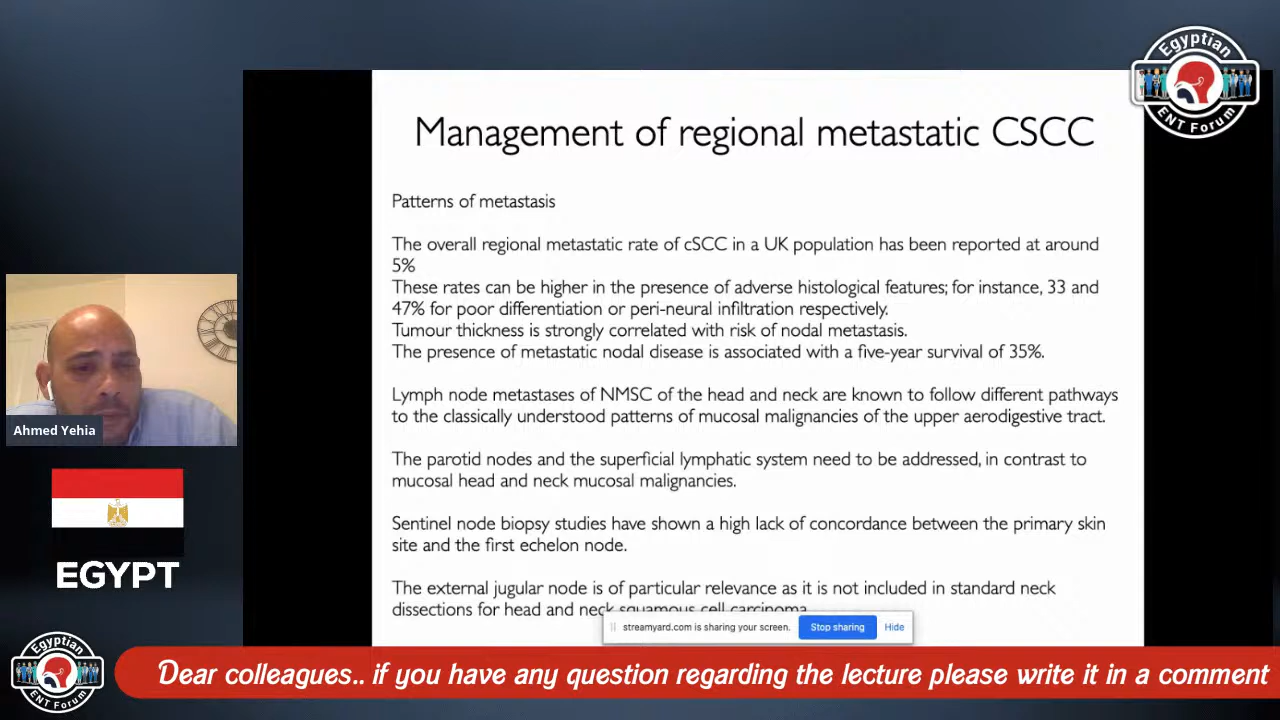 Egyptian
ENT Forum
Management of regional metastatic CSCC
Patterns of metastasis
The overall regional metastatic rate of cSCC in a UK population has been reported at around
5%
These rates can be higher in the presence of adverse histological features; for instance, 33 and
47% for poor differentiation or peri-neural infiltration respectively.
Tumour thickness is strongly correlated with risk of nodal metastasis.
The presence of metastatic nodal disease is associated with a five-year survival of 35%.
Lymph node metastases of NMSC of the head and neck are known to follow different pathways
to the classically understood patterns of mucosal malignancies of the upper aerodigestive tract.
The parotid nodes and the superficial lymphatic system need to be addressed, in contrast to
mucosal head and neck mucosal malignancies.
Sentinel node biopsy studies have shown a high lack of concordance between the primary skin
site and the first echelon node.
The external jugular node is of particular relevance as it is not included in standard neck
dissections for head and neck squamous cell carcinoma
streamyard.com is sharing your screen.
Stop sharing
Hide
Ahmed Yehia
EGYPT
Egyptian
ENT Forum
Dear colleagues.. if you have any question regarding the lecture please write it in a comment